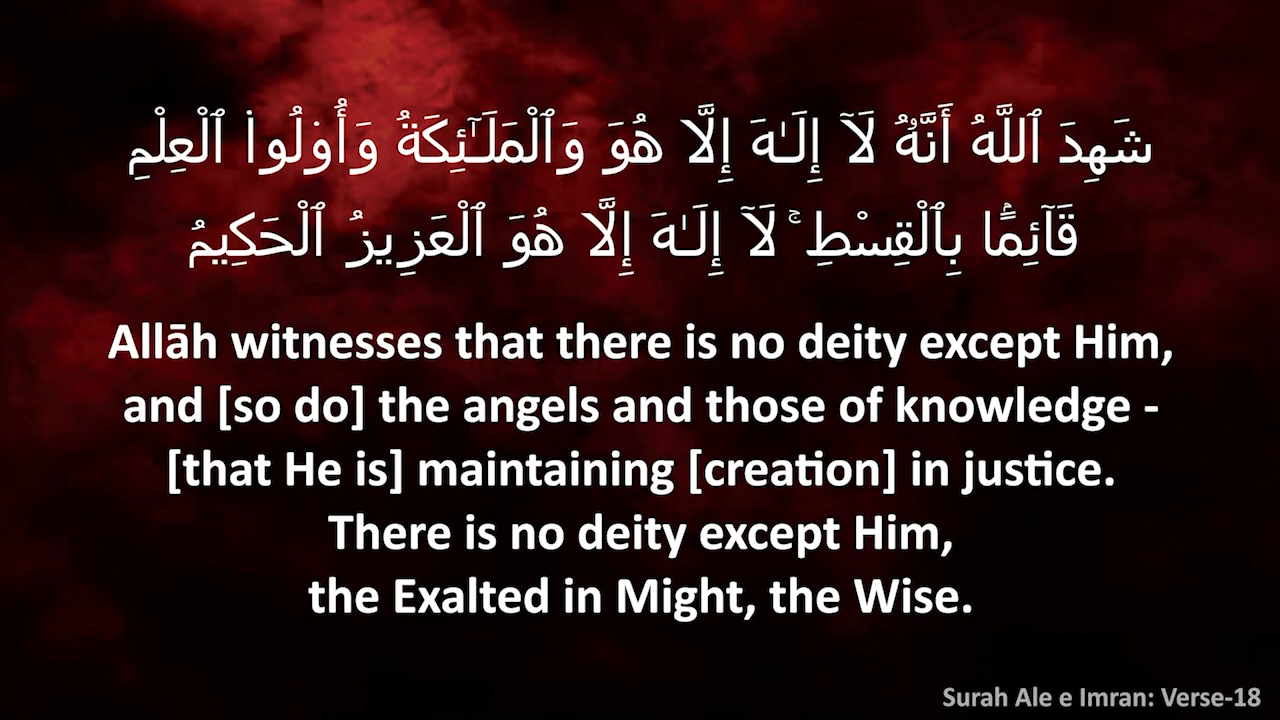 شَهِدَ ٱللَّهُ أَنَّهُۥ لَآ إِلَـٰهَ إِلَّا هُوَ وَٱلْمَلَـٰٓئِكَةُ وَأُو۟لُوا۟ ٱلْعِلْمِ
قَآئِمًۢا بِٱلْقِسْطِ ۚ لَآ إِلَـٰهَ إِلَّا هُوَ ٱلْعَزِيزُ ٱلْحَكِيمُ
Allāh witnesses that there is no deity except Him,
and [so do] the angels and those of knowledge -
[that He is] maintaining [creation] in justice.
There is no deity except Him,
the Exalted in Might, the Wise.
Surah Ale e Imran: Verse-18